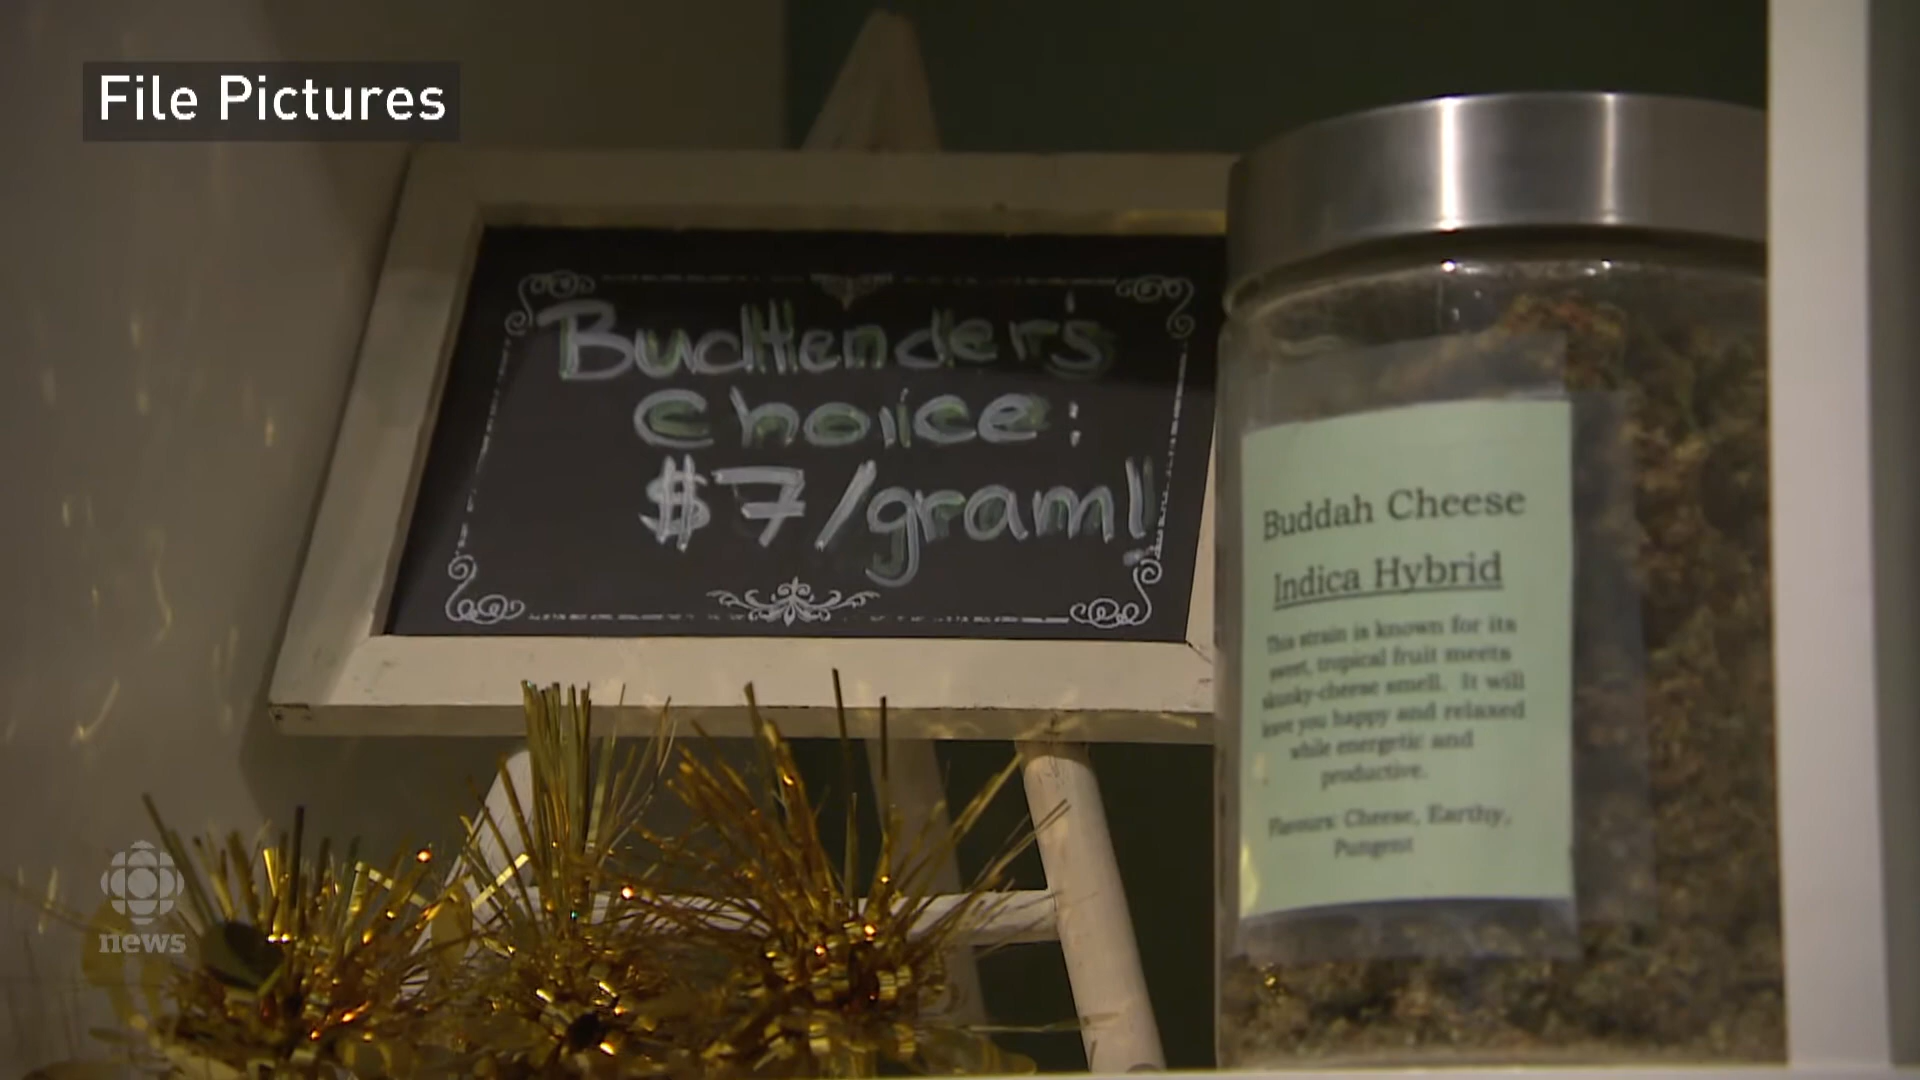 File Pictures
Budtender's
Choice:
$7/gram!
Buddah Cheese
Indica Hybrid
This strain is known for its
sweet, tropical fruit meets
skunky-cheese smell. It will
leave you happy and relaxed
while energetic and
productive.
Flavours: Cheese, Earthy,
Pungent
news